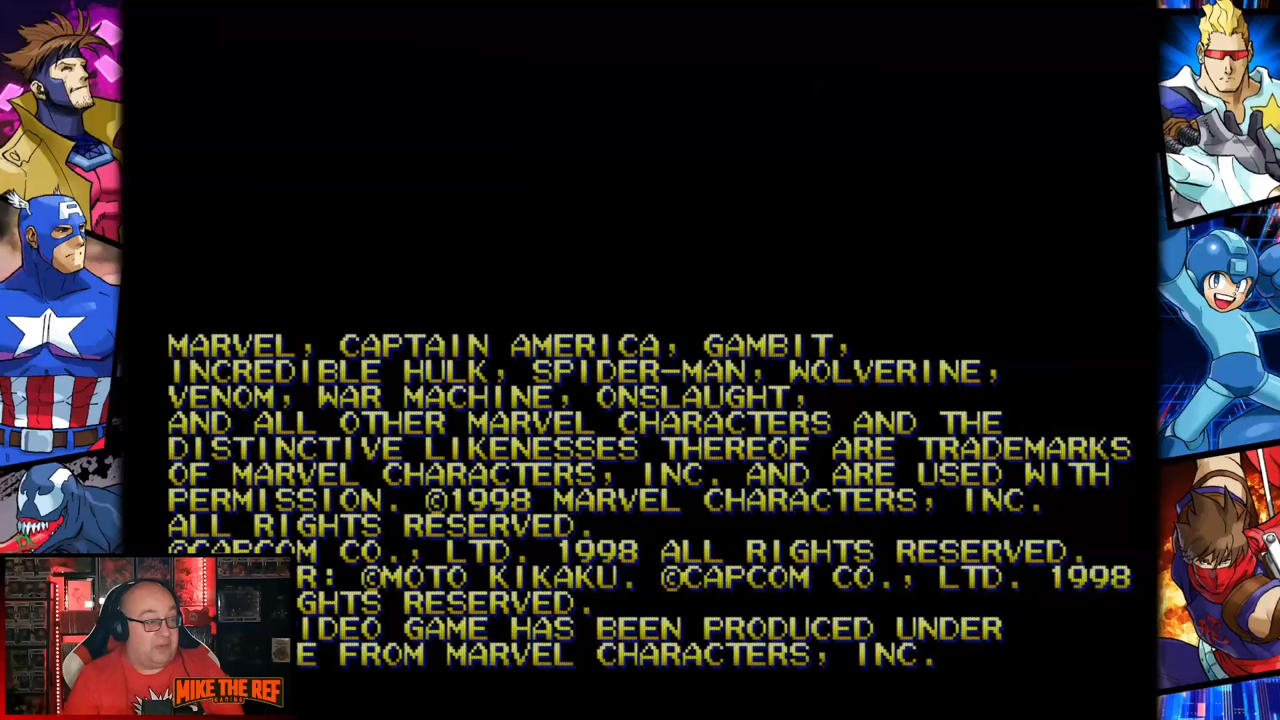 MARVEL, CAPTAIN AMERICA, GAMBIT,
INCREDIBLE HULK, SPIDER-MAN, WOLVERINE,
VENOM, WAR MACHINE, ONSLAUGHT,
AND ALL OTHER MARVEL CHARACTERS AND THE
DISTINCTIVE LIKENESSES THEREOF ARE TRADEMARKS
OF MARVEL CHARACTERS, INC. AND ARE USED WITH
PERMISSION. ©1998 MARVEL CHARACTERS, INC.
ALL RIGHTS RESERVED.
©CAPCOM CO., LTD. 1998 ALL RIGHTS RESERVED.
R: ©MOTO KIKAKU. ©CAPCOM CO., LTD. 1998
GHTS RESERVED.
IDEO GAME HAS BEEN PRODUCED UNDER
E FROM MARVEL CHARACTERS, INC.
MIKE THE REF
GAMING